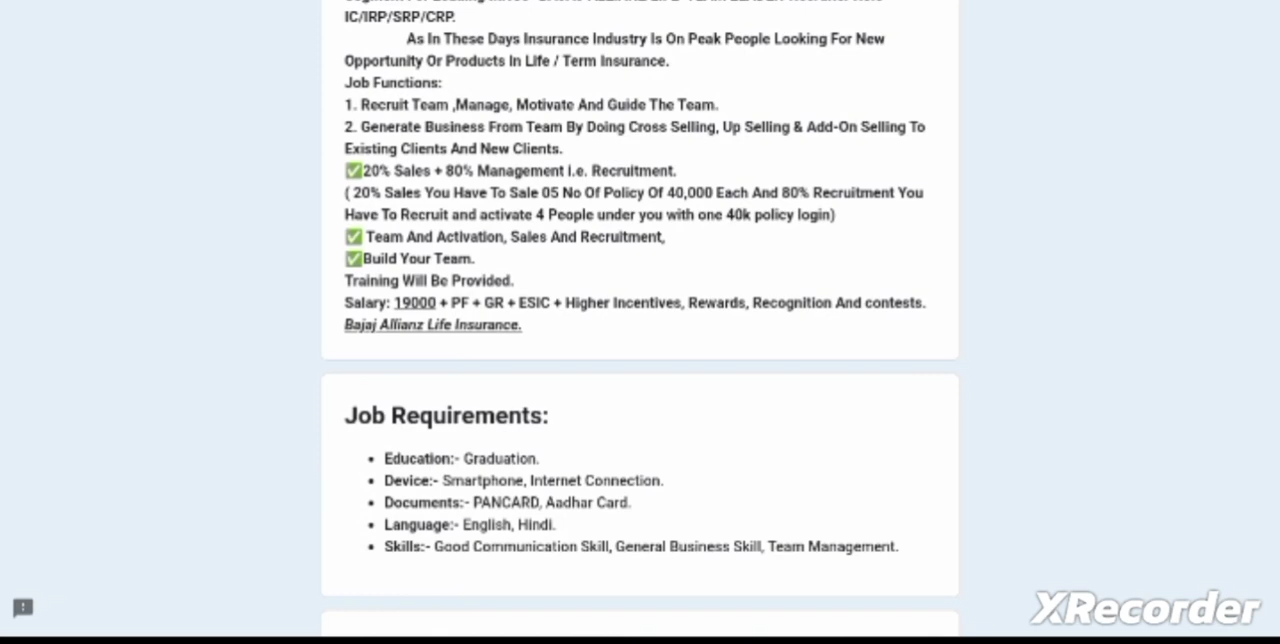 IC/IRP/SRP/CRP.
As In These Days Insurance Industry Is On Peak People Looking For New
Opportunity Or Products In Life / Term Insurance.
Job Functions:
1. Recruit Team ,Manage, Motivate And Guide The Team.
2. Generate Business From Team By Doing Cross Selling, Up Selling & Add-On Selling To
Existing Clients And New Clients.
✅20% Sales + 80% Management i.e. Recruitment.
( 20% Sales You Have To Sale 05 No Of Policy Of 40,000 Each And 80% Recruitment You
Have To Recruit and activate 4 People under you with one 40k policy login)
✅ Team And Activation, Sales And Recruitment,
✅Build Your Team.
Training Will Be Provided.
Salary: 19000 + PF + GR + ESIC + Higher Incentives, Rewards, Recognition And contests.
Bajaj Allianz Life Insurance.
Job Requirements:
• Education:- Graduation.
• Device:- Smartphone, Internet Connection.
• Documents:- PANCARD, Aadhar Card.
• Language:- English, Hindi.
• Skills:- Good Communication Skill, General Business Skill, Team Management.
XRecorder